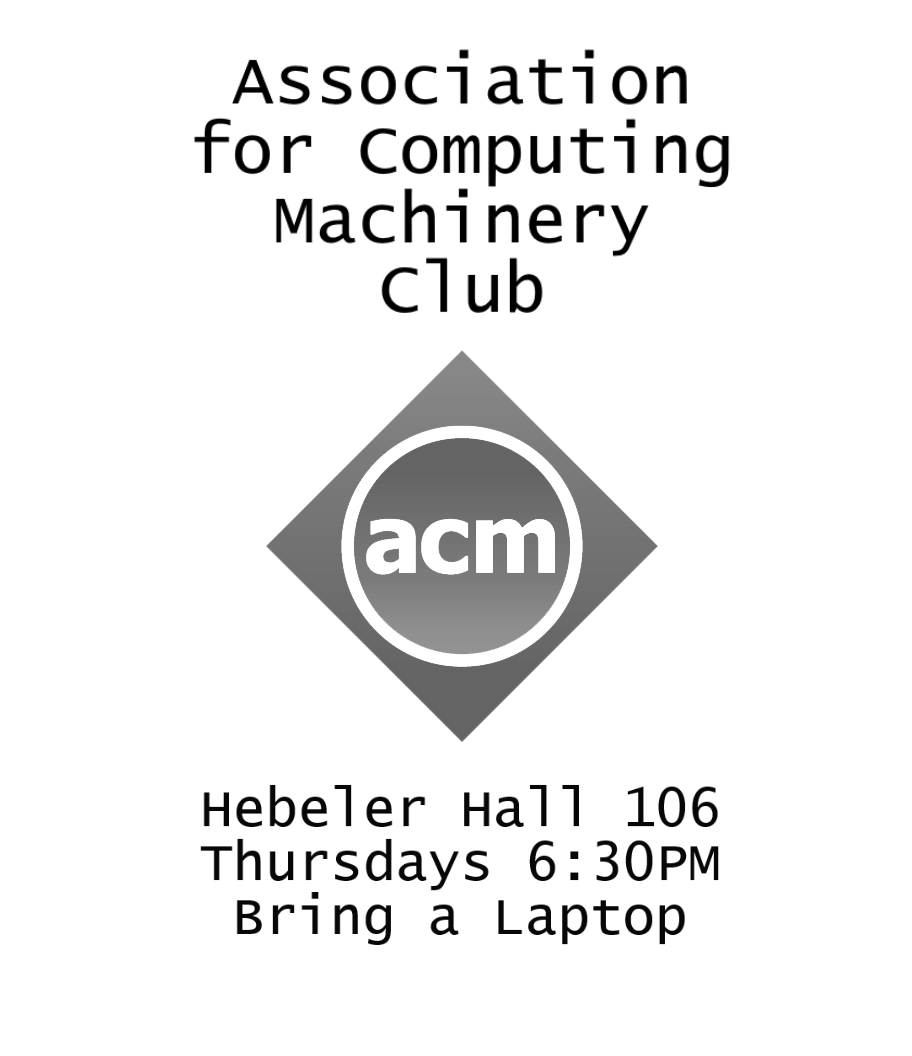 Association
for Computing
Machinery
Club
acm
Hebeler Hall 106
Thursdays 6:30PM
Bring a Laptop